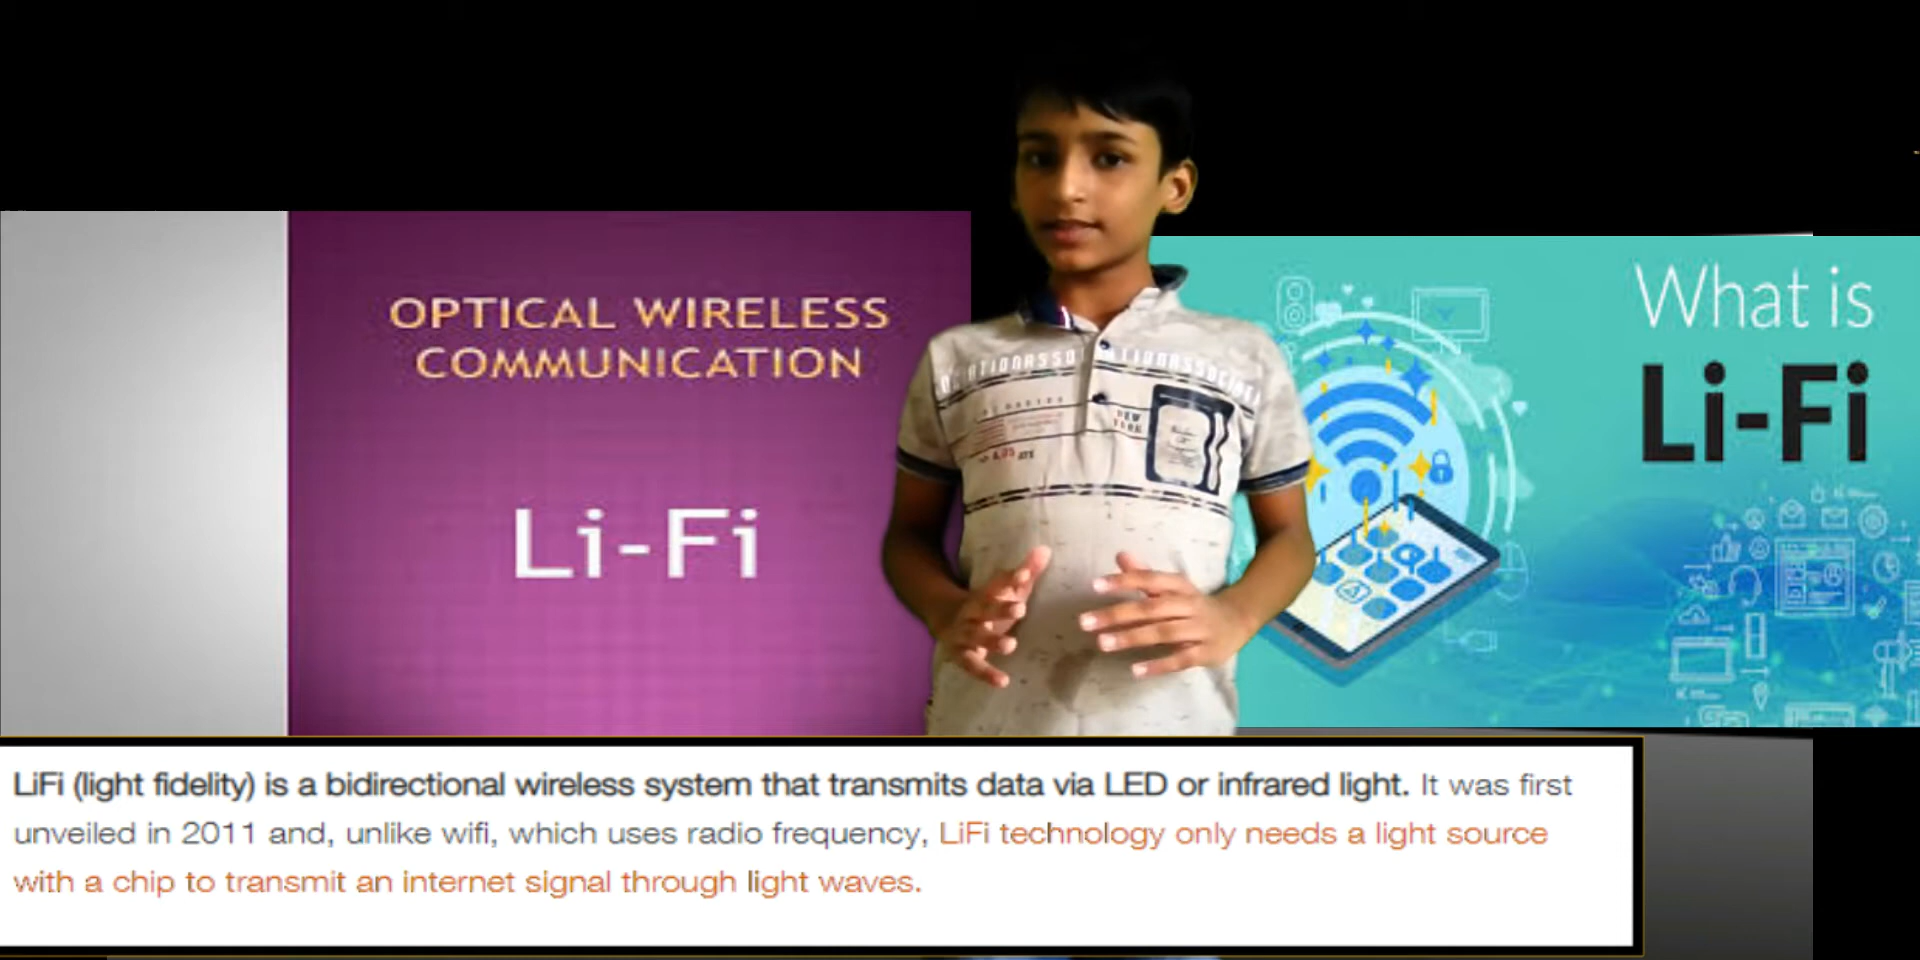 OPTICAL WIRELESS
COMMUNICATION
Li-Fi
What is
Li-Fi
NEW
YORK
LiFi (light fidelity) is a bidirectional wireless system that transmits data via LED or infrared light. It was first
unveiled in 2011 and, unlike wifi, which uses radio frequency, LiFi technology only needs a light source
with a chip to transmit an internet signal through light waves.